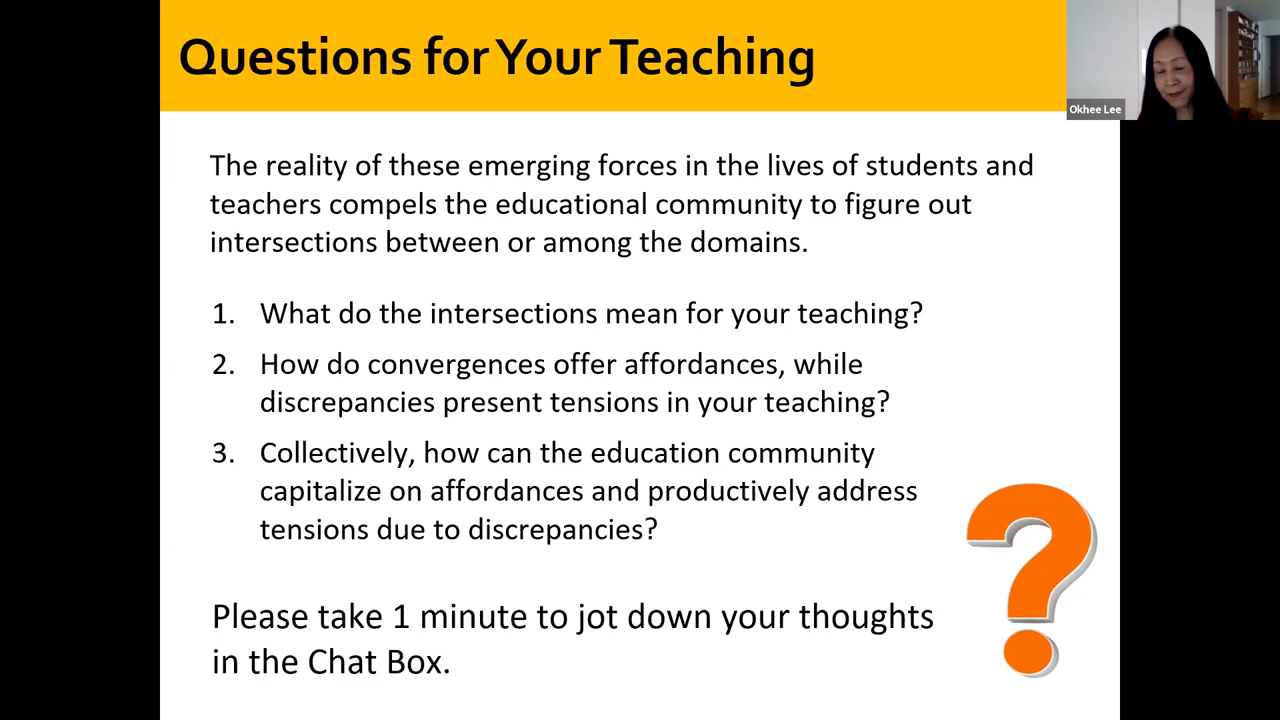 Questions for Your Teaching
Okhee Lee
The reality of these emerging forces in the lives of students and
teachers compels the educational community to figure out
intersections between or among the domains.
1. What do the intersections mean for your teaching?
2. How do convergences offer affordances, while
discrepancies present tensions in your teaching?
3. Collectively, how can the education community
capitalize on affordances and productively address
tensions due to discrepancies?
Please take 1 minute to jot down your thoughts
in the Chat Box.